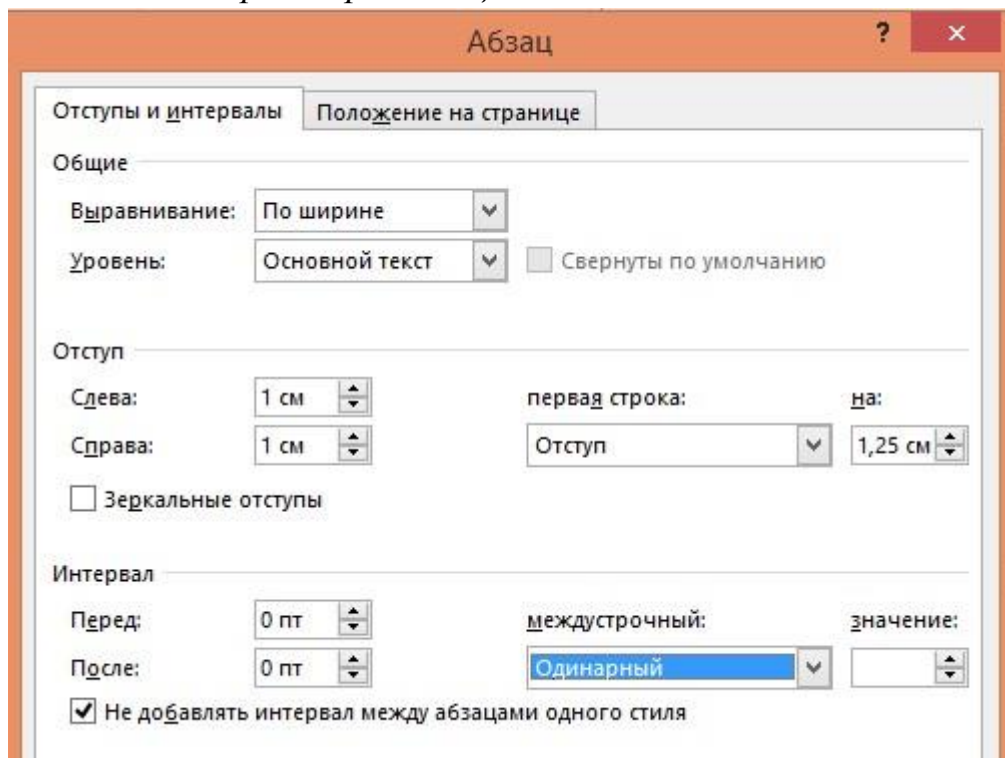 Абзац ? ×
Отступы и интервалы Положение на странице
Общие
Выравнивание: По ширине
Уровень: Основной текст Свернуты по умолчанию
Отступ
Слева: 1 см первая строка: на:
Справа: 1 см Отступ 1,25 см
Зеркальные отступы
Интервал
Перед: 0 пт междустрочный: значение:
После: 0 пт Одинарный
Не добавлять интервал между абзацами одного стиля